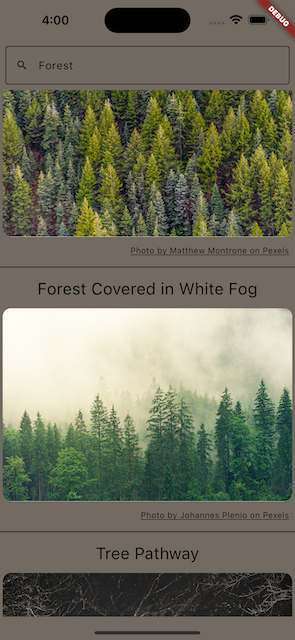 4:00
DEBUG
Forest
Photo by Matthew Montrone on Pexels
Forest Covered in White Fog
Photo by Johannes Plenio on Pexels
Tree Pathway